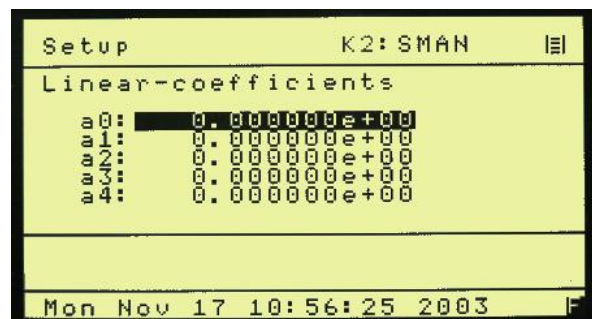 Setup K2:SMAN
Linear-coefficients
a0: 0.000000e+00
a1: 0.000000e+00
a2: 0.000000e+00
a3: 0.000000e+00
a4: 0.000000e+00
Mon Nov 17 10:56:25 2003 F